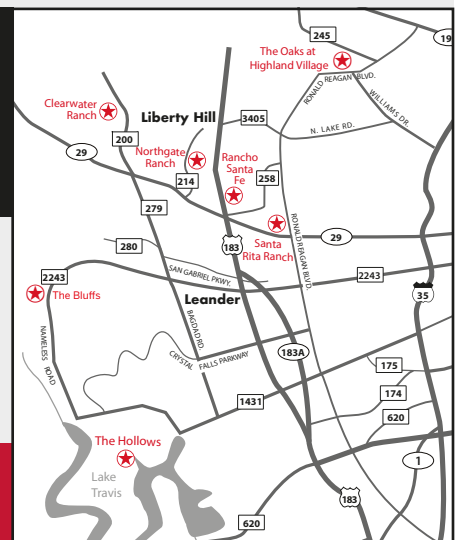 245
19
The Oaks at
Highland Village
RONALD REAGAN BLVD.
WILLIAMS DR.
Clearwater
Ranch
Liberty Hill
3405
N. LAKE RD.
200
29
Northgate
Ranch
Rancho
Santa
Fe
214
258
279
RONALD REAGAN BLVD.
280
183
Santa
Rita Ranch
29
2243
SAN GABRIEL PKWY.
2243
The Bluffs
Leander
35
NAMELESS ROAD
BAGDAD RD.
CRYSTAL FALLS PARKWAY
183A
175
174
1431
620
The Hollows
Lake
Travis
1
183
620